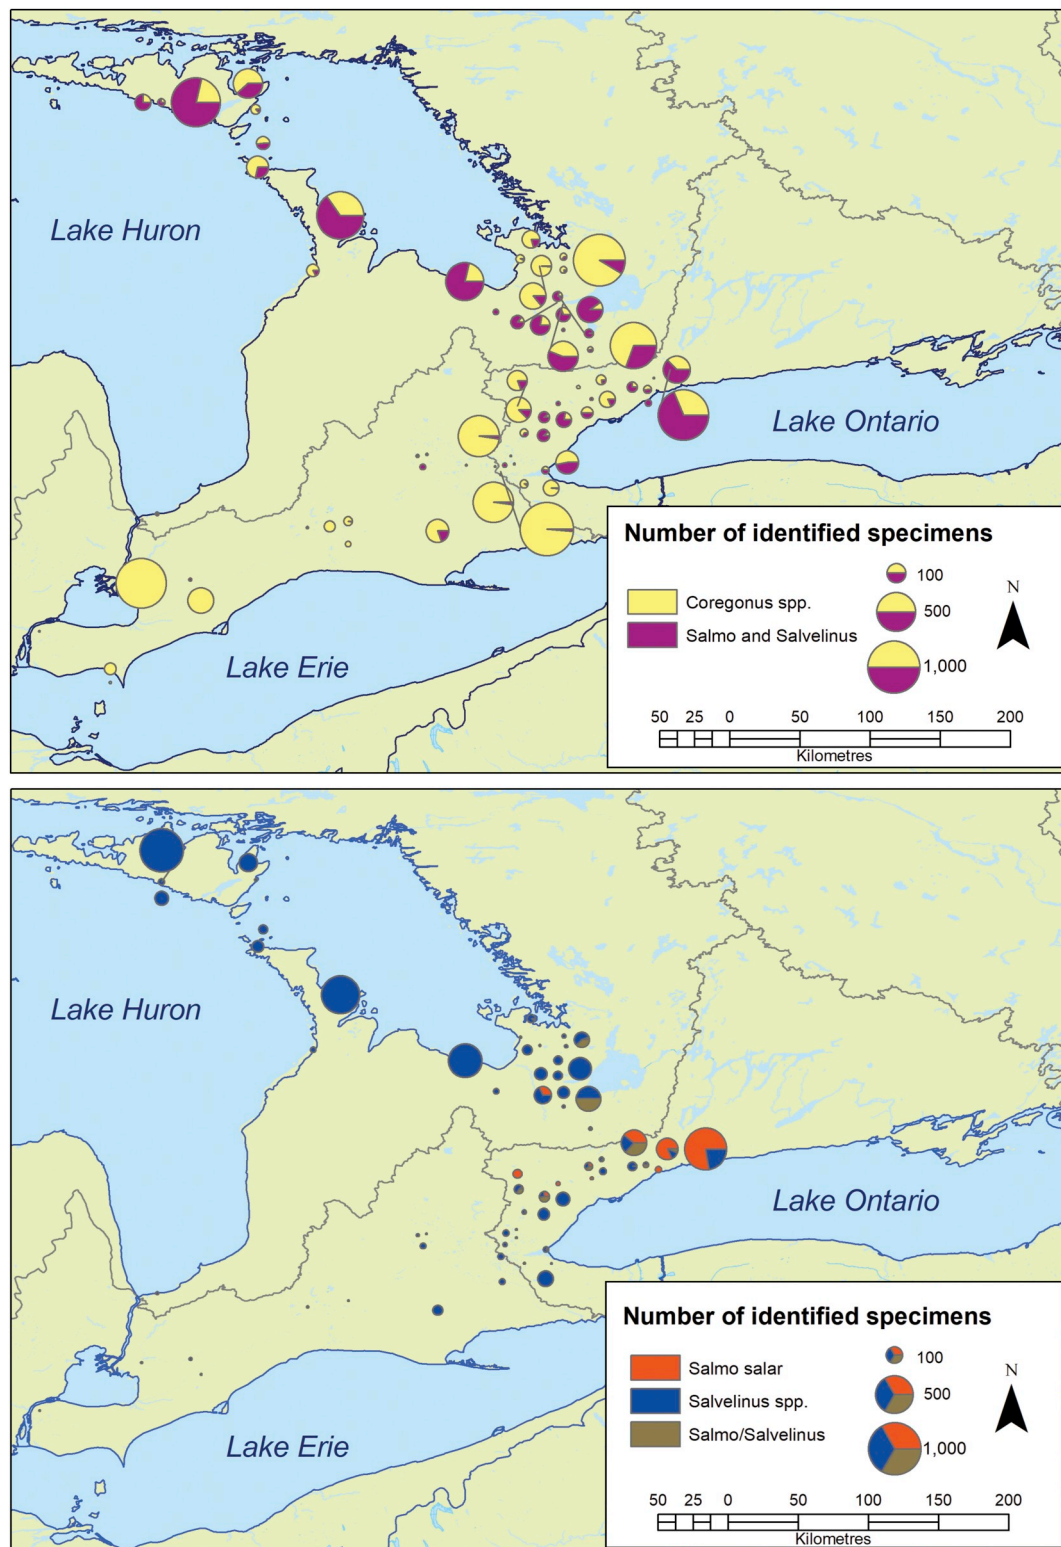 Lake Huron
Lake Ontario
Lake Erie
Number of identified specimens
Coregonus spp.
Salmo and Salvelinus
100
500
1,000
N
50 25 0 50 100 150 200
Kilometres
Lake Huron
Lake Ontario
Lake Erie
Number of identified specimens
Salmo salar
Salvelinus spp.
Salmo/Salvelinus
100
500
1,000
N
50 25 0 50 100 150 200
Kilometres